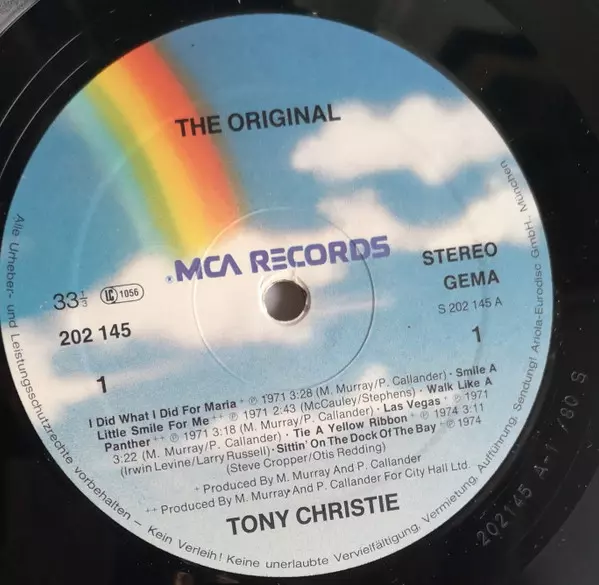 THE ORIGINAL
® MCA RECORDS
33⅓
LC 1056
202 145
1
STEREO
GEMA
S 202 145 A
1
I Did What I Did For Maria + ℗ 1971 3:28 (M. Murray/P. Callander) · Smile A
Little Smile For Me ++ ℗ 1971 2:43 (McCauley/Stephens) · Walk Like A
Panther ++ ℗ 1971 3:18 (M. Murray/P. Callander) · Las Vegas + ℗ 1971
3:22 (M. Murray/P. Callander) · Tie A Yellow Ribbon + ℗ 1974 3:11
(Irwin Levine/Larry Russell) · Sittin' On The Dock Of The Bay + ℗ 1974
(Steve Cropper/Otis Redding)
+ Produced By M. Murray And P. Callander
++ Produced By M. Murray And P. Callander For City Hall Ltd.
TONY CHRISTIE
Alle Urheber- und Leistungsschutzrechte vorbehalten – Kein Verleih! Keine unerlaubte Vervielfältigung, Vermietung, Aufführung, Sendung! Ariola-Eurodisc GmbH, München
202145 A-1 /80 S